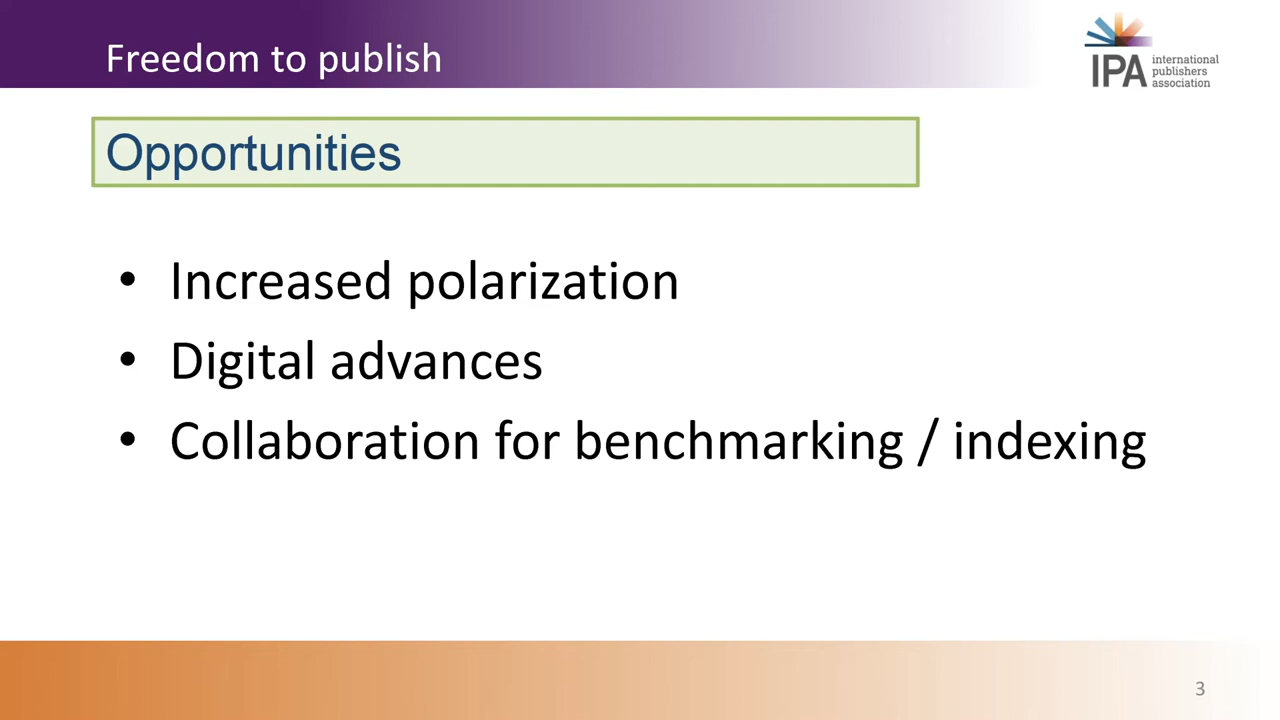 Freedom to publish
IPA international
publishers
association
Opportunities
• Increased polarization
• Digital advances
• Collaboration for benchmarking / indexing
3